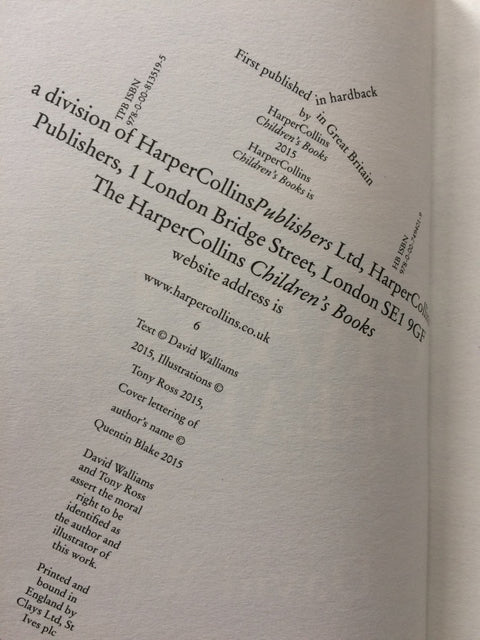 First published in hardback
in Great Britain
by
HarperCollins
Children's Books
2015
HarperCollins
Children's Books is
TPB ISBN
978-0-00-813519-5
a division of HarperCollinsPublishers Ltd, HarperCollins
Publishers, 1 London Bridge Street, London SE1 9GF
The HarperCollins Children's Books
website address is
www.harpercollins.co.uk
6
HB ISBN
Text © David Walliams
2015, Illustrations ©
Tony Ross 2015,
Cover lettering of
author's name ©
Quentin Blake 2015
David Walliams
and Tony Ross
assert the moral
right to be
identified as
the author and
illustrator of
this work.
Printed and
bound in
England by
Clays Ltd, St
Ives plc